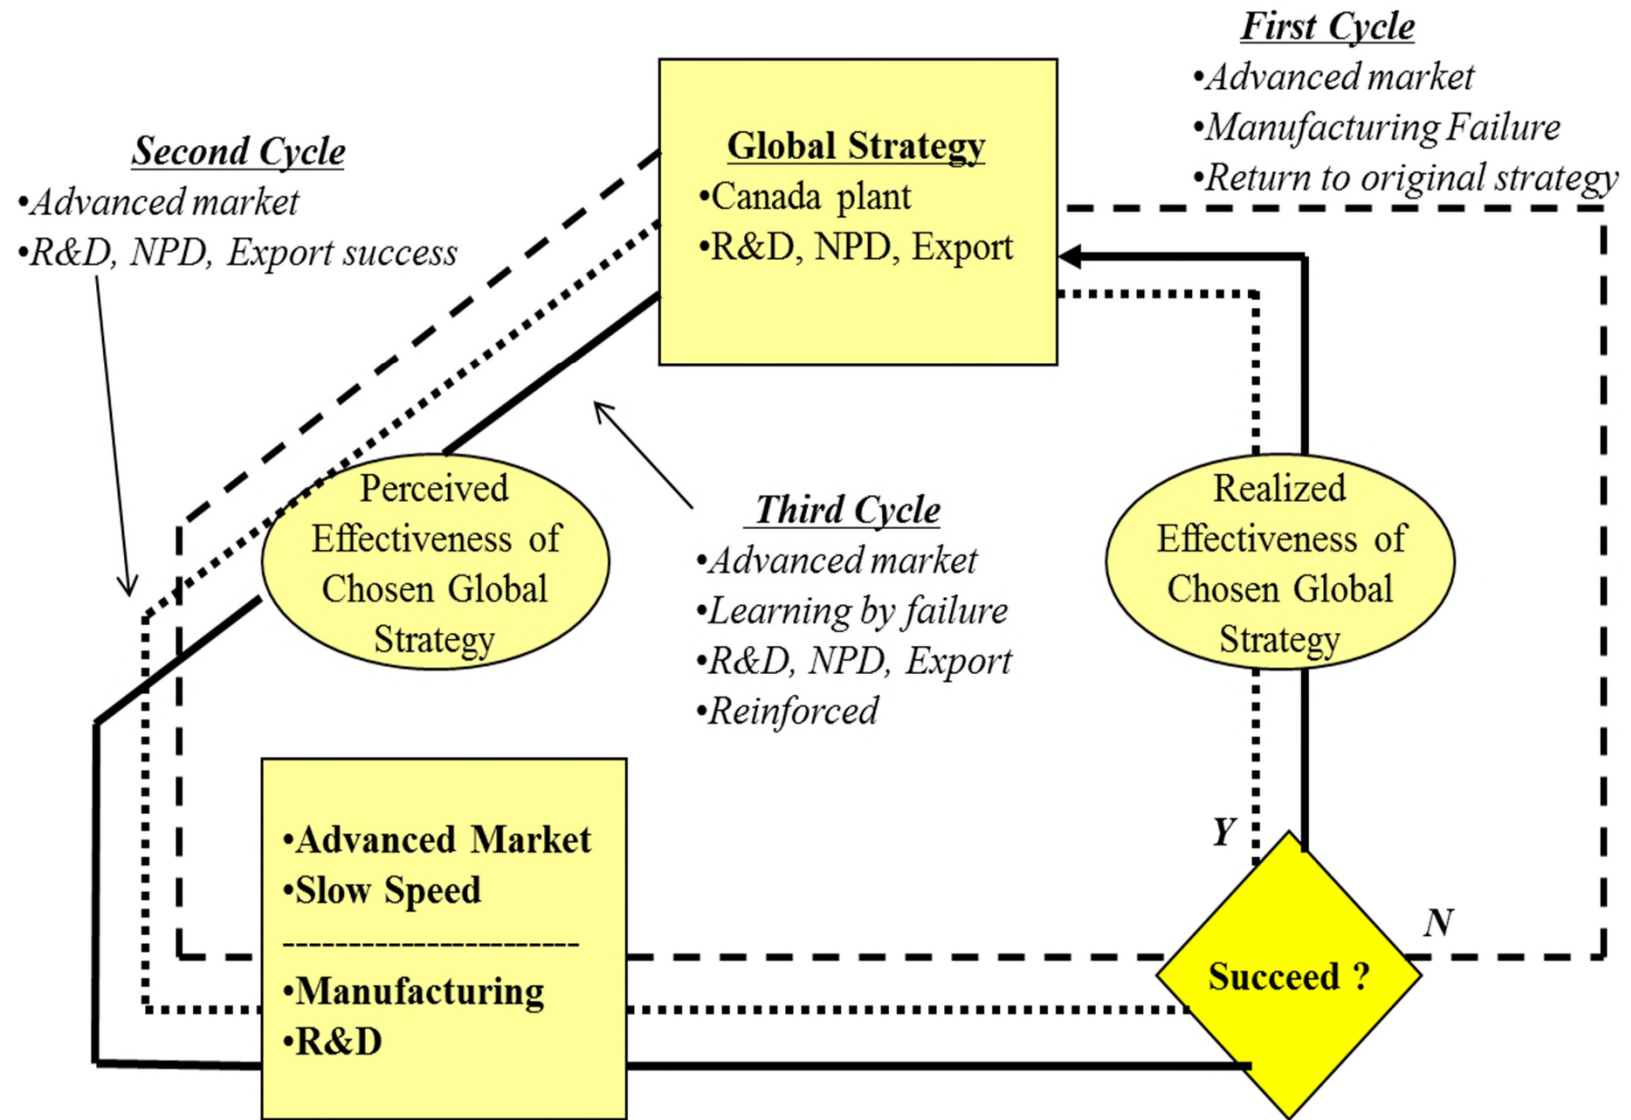 First Cycle
•Advanced market
•Manufacturing Failure
•Return to original strategy
Second Cycle
•Advanced market
•R&D, NPD, Export success
Global Strategy
•Canada plant
•R&D, NPD, Export
Perceived
Effectiveness of
Chosen Global
Strategy
Third Cycle
•Advanced market
•Learning by failure
•R&D, NPD, Export
•Reinforced
Realized
Effectiveness of
Chosen Global
Strategy
•Advanced Market
•Slow Speed
----------------------
•Manufacturing
•R&D
Y
N
Succeed ?